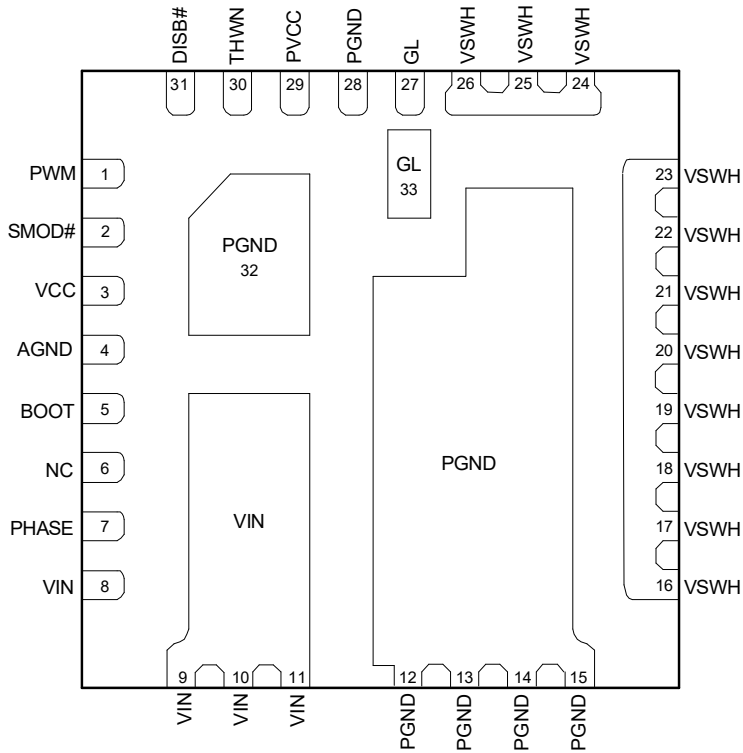 DISB#
THWN
PVCC
PGND
GL
VSWH
VSWH
VSWH
31
30
29
28
27
26
25
24
PWM
1
SMOD#
2
VCC
3
AGND
4
BOOT
5
NC
6
PHASE
7
VIN
8
GL
33
PGND
32
VIN
PGND
23
VSWH
22
VSWH
21
VSWH
20
VSWH
19
VSWH
18
VSWH
17
VSWH
16
VSWH
9
10
11
12
13
14
15
VIN
VIN
VIN
PGND
PGND
PGND
PGND